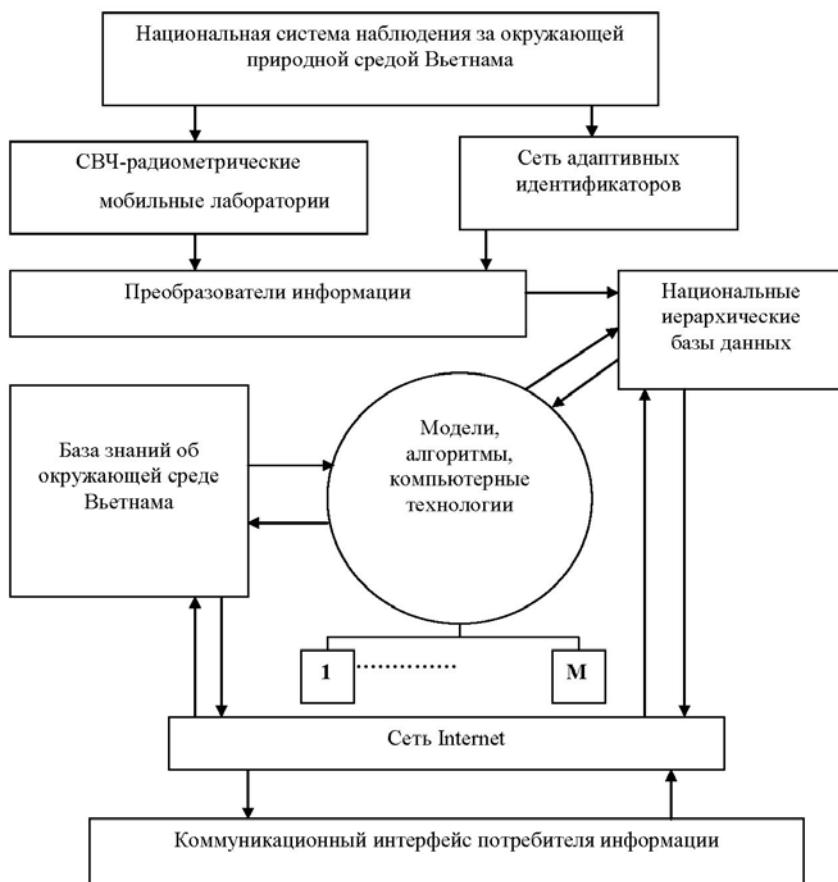 Национальная система наблюдения за окружающей
природной средой Вьетнама
СВЧ-радиометрические
мобильные лаборатории
Сеть адаптивных
идентификаторов
Преобразователи информации
Национальные
иерархические
базы данных
База знаний об
окружающей среде
Вьетнама
Модели,
алгоритмы,
компьютерные
технологии
1 .............. М
Сеть Internet
Коммуникационный интерфейс потребителя информации